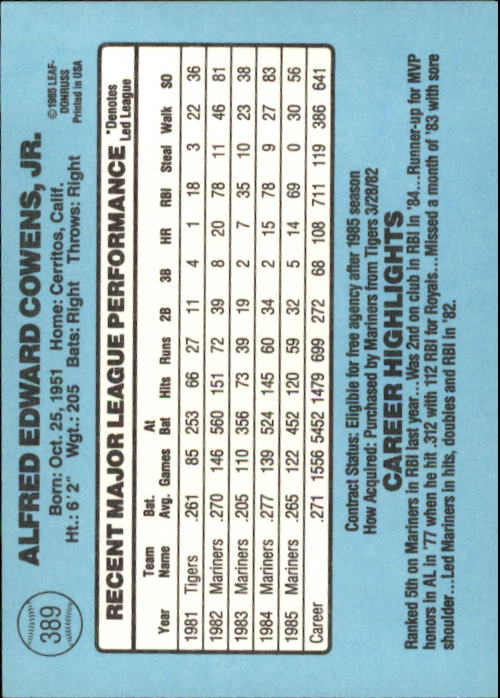 389
ALFRED EDWARD COWENS, JR.
Born: Oct. 25, 1951 Home: Cerritos, Calif.
Ht.: 6' 2" Wgt.: 205 Bats: Right Throws: Right
©1985 LEAF-
DONRUSS
Printed in USA
RECENT MAJOR LEAGUE PERFORMANCE
*Denotes
Led League
Year Team Name Bat. Avg. Games At Bat Hits Runs 2B 3B HR RBI Steal Walk SO
1981 Tigers .261 85 253 66 27 11 4 1 18 3 22 36
1982 Mariners .270 146 560 151 72 39 8 20 78 11 46 81
1983 Mariners .205 110 356 73 39 19 2 7 35 10 23 38
1984 Mariners .277 139 524 145 60 34 2 15 78 9 27 83
1985 Mariners .265 122 452 120 59 32 5 14 69 0 30 56
Career .271 1556 5452 1479 699 272 68 108 711 119 386 641
Contract Status: Eligible for free agency after 1985 season
How Acquired: Purchased by Mariners from Tigers 3/28/82
CAREER HIGHLIGHTS
Ranked 5th on Mariners in RBI last year...Was 2nd on club in RBI in '84...Runner-up for MVP
honors in AL in '77 when he hit .312 with 112 RBI for Royals...Missed a month of '83 with sore
shoulder...Led Mariners in hits, doubles and RBI in '82.